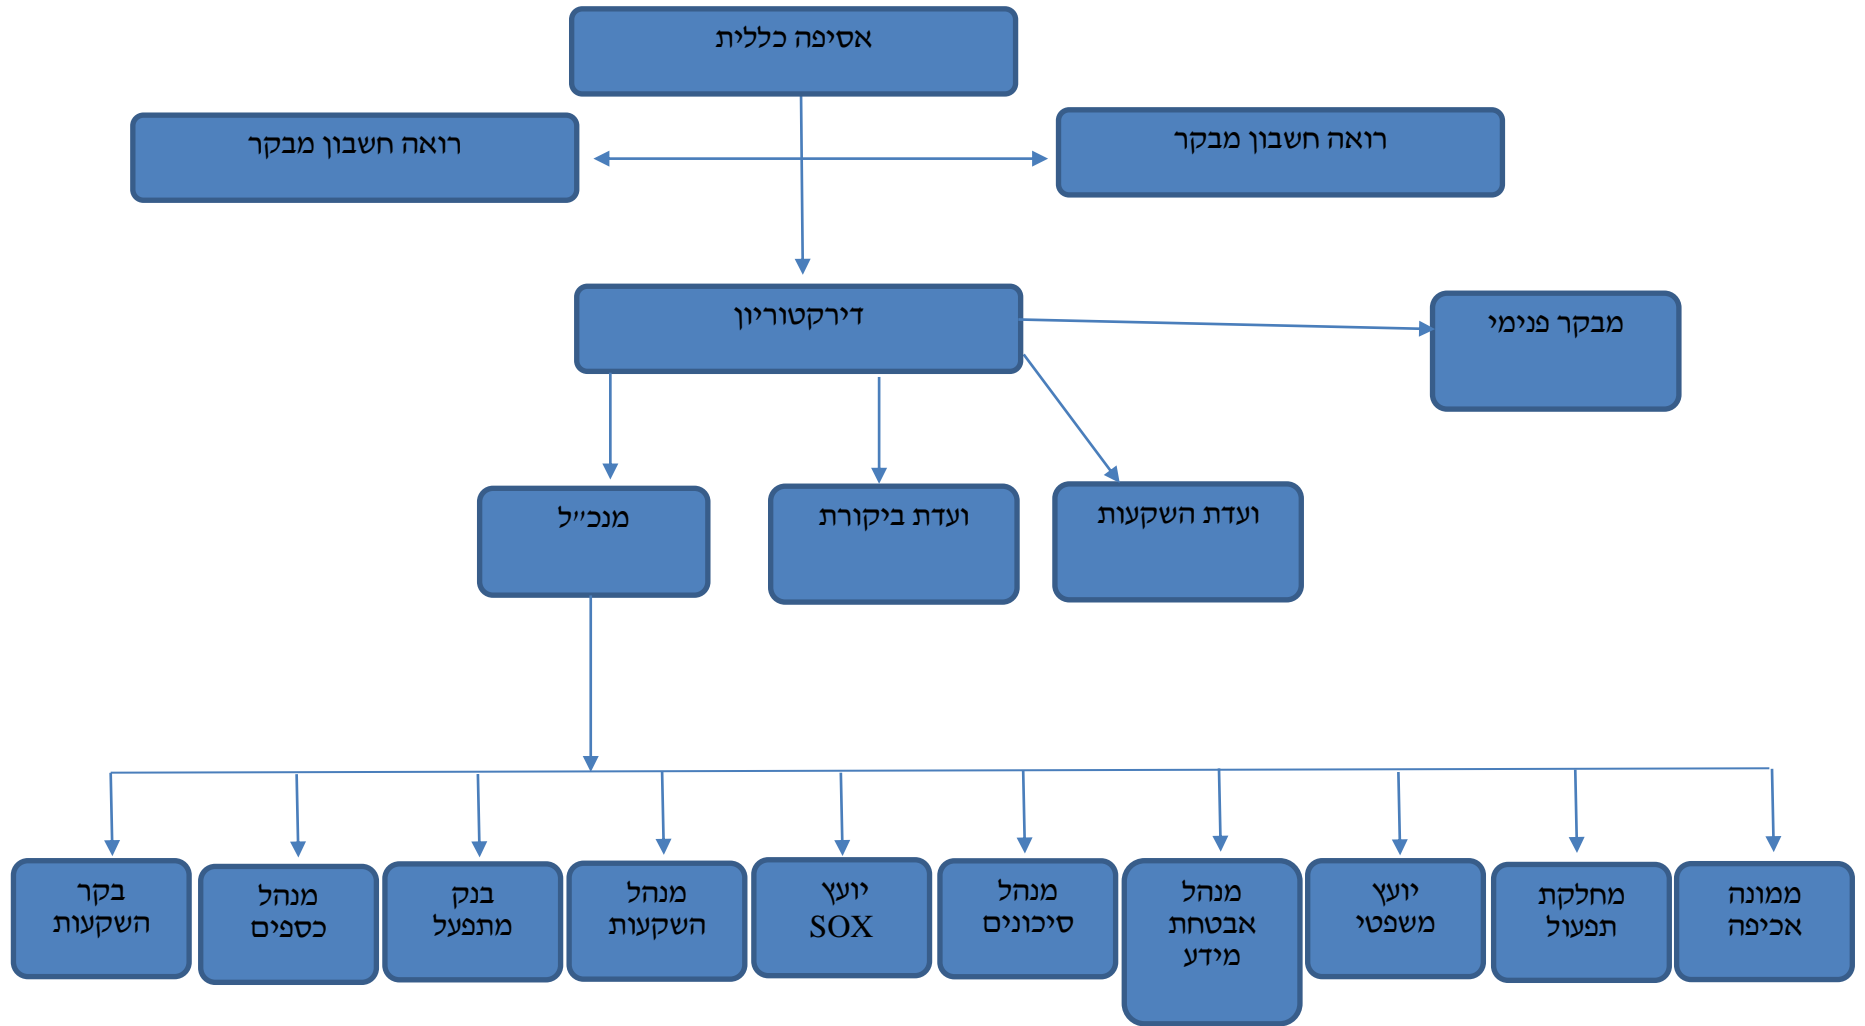 אסיפה כללית
רואה חשבון מבקר
רואה חשבון מבקר
דירקטוריון
מבקר פנימי
ועדת השקעות
ועדת ביקורת
מנכ"ל
ממונה
אכיפה
מחלקת
תפעול
יועץ
משפטי
מנהל
אבטחת
מידע
מנהל
סיכונים
יועץ
SOX
מנהל
השקעות
בנק
מתפעל
מנהל
כספים
בקר
השקעות